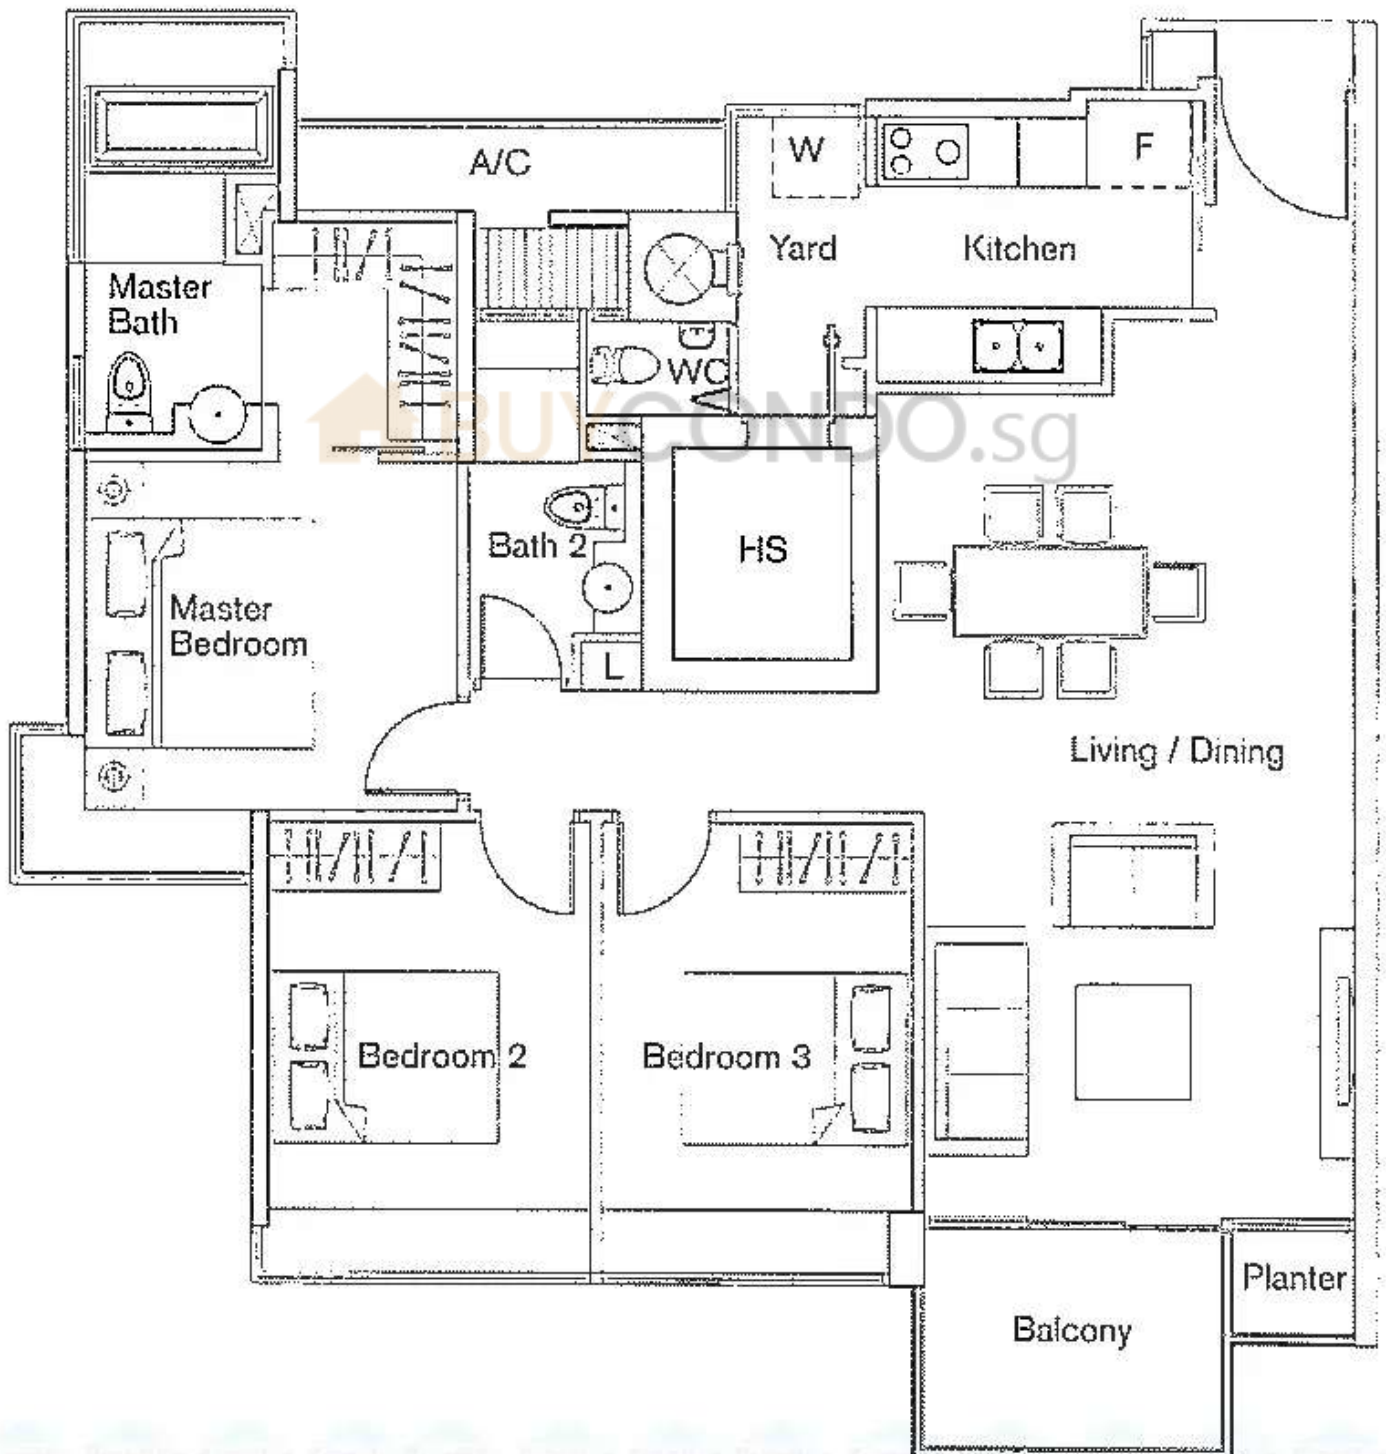 A/C
W
F
Yard
Kitchen
Master
Bath
WC
BUYCONDO.sg
Bath 2
HS
Master
Bedroom
L
Living / Dining
Bedroom 2
Bedroom 3
Planter
Balcony